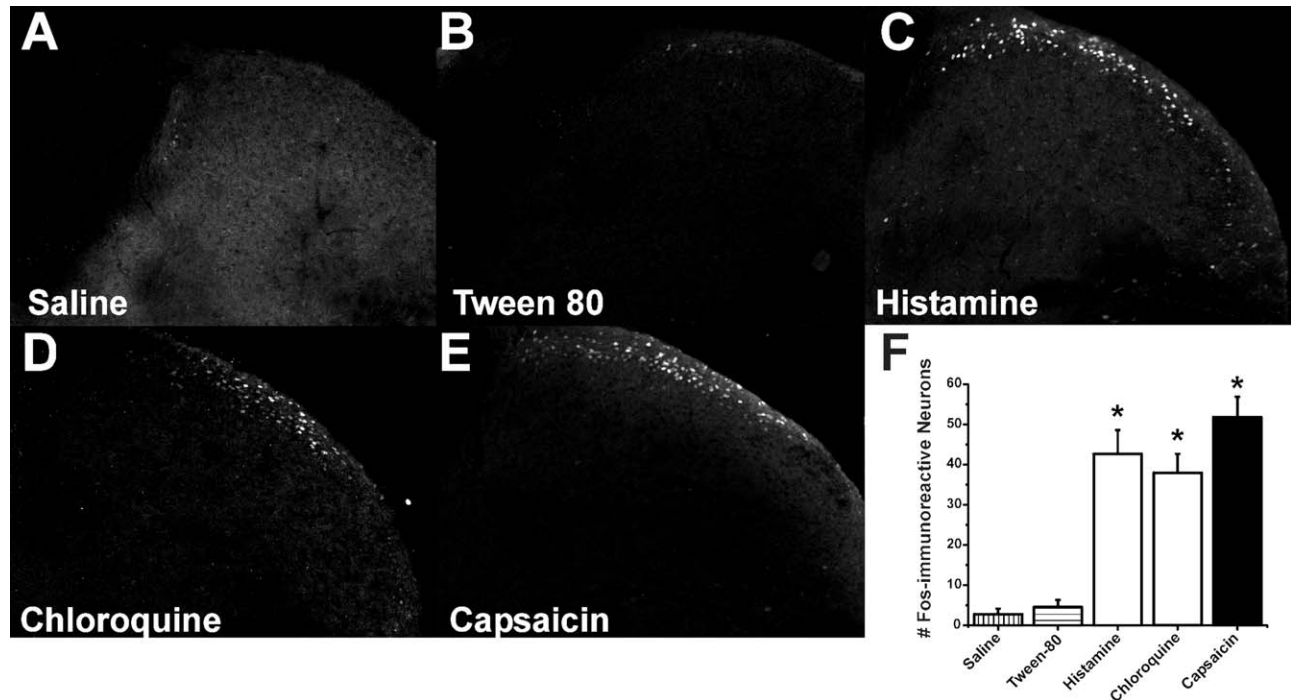 A
Saline
B
Tween 80
C
Histamine
D
Chloroquine
E
Capsaicin
F
# Fos-immunoreactive Neurons
60
50
40
30
20
10
0
*
*
*
Saline
Tween-80
Histamine
Chloroquine
Capsaicin